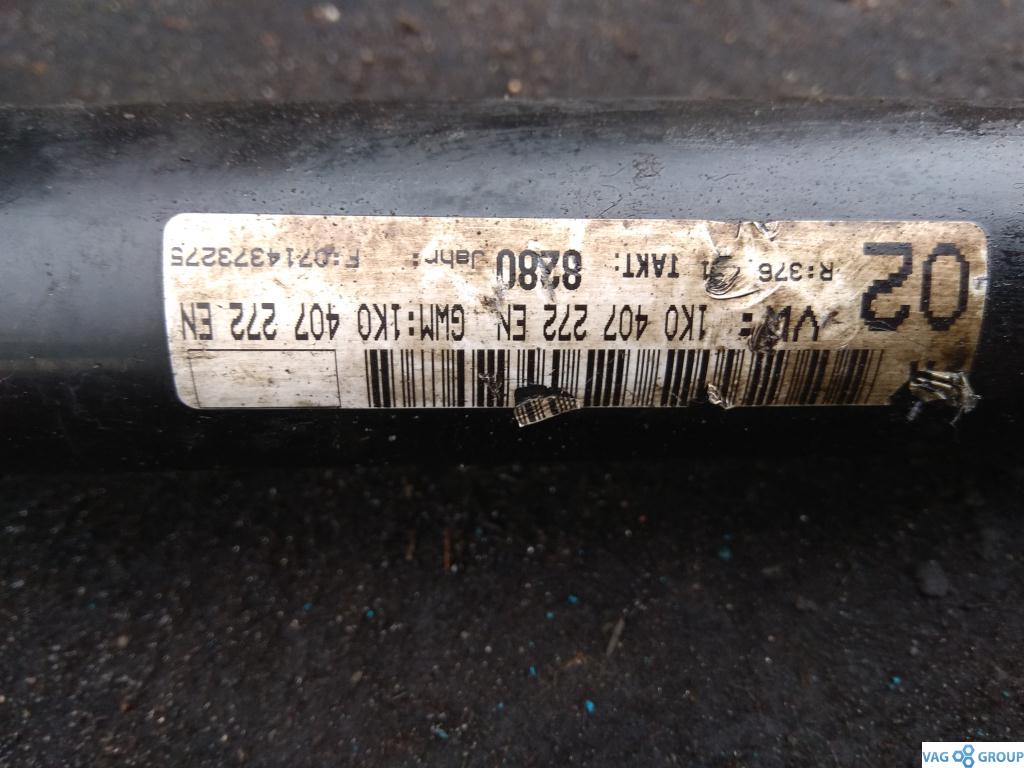 02
VW: 1K0 407 272 EN GWM:1K0 407 272 EN
R:376 TAKT: 8280 Jahr: F:0714373275
VAG GROUP